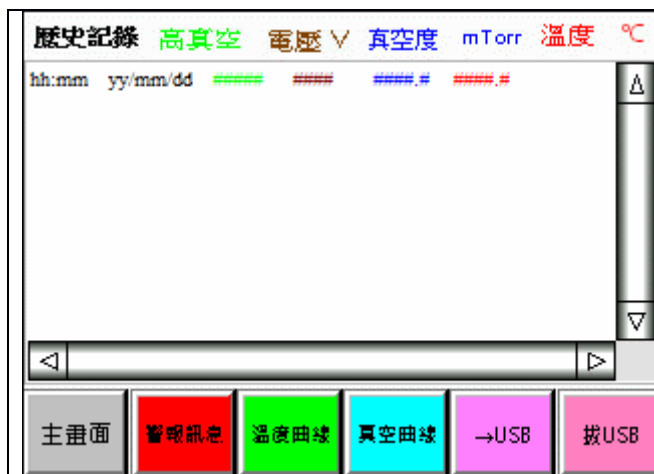 歷史記錄 高真空 電壓 V 真空度 mTorr 溫度 ℃
hh:mm yy/mm/dd ##### #### ####.# ####.#
主畫面 警報訊息 溫度曲線 真空曲線 →USB 拔USB